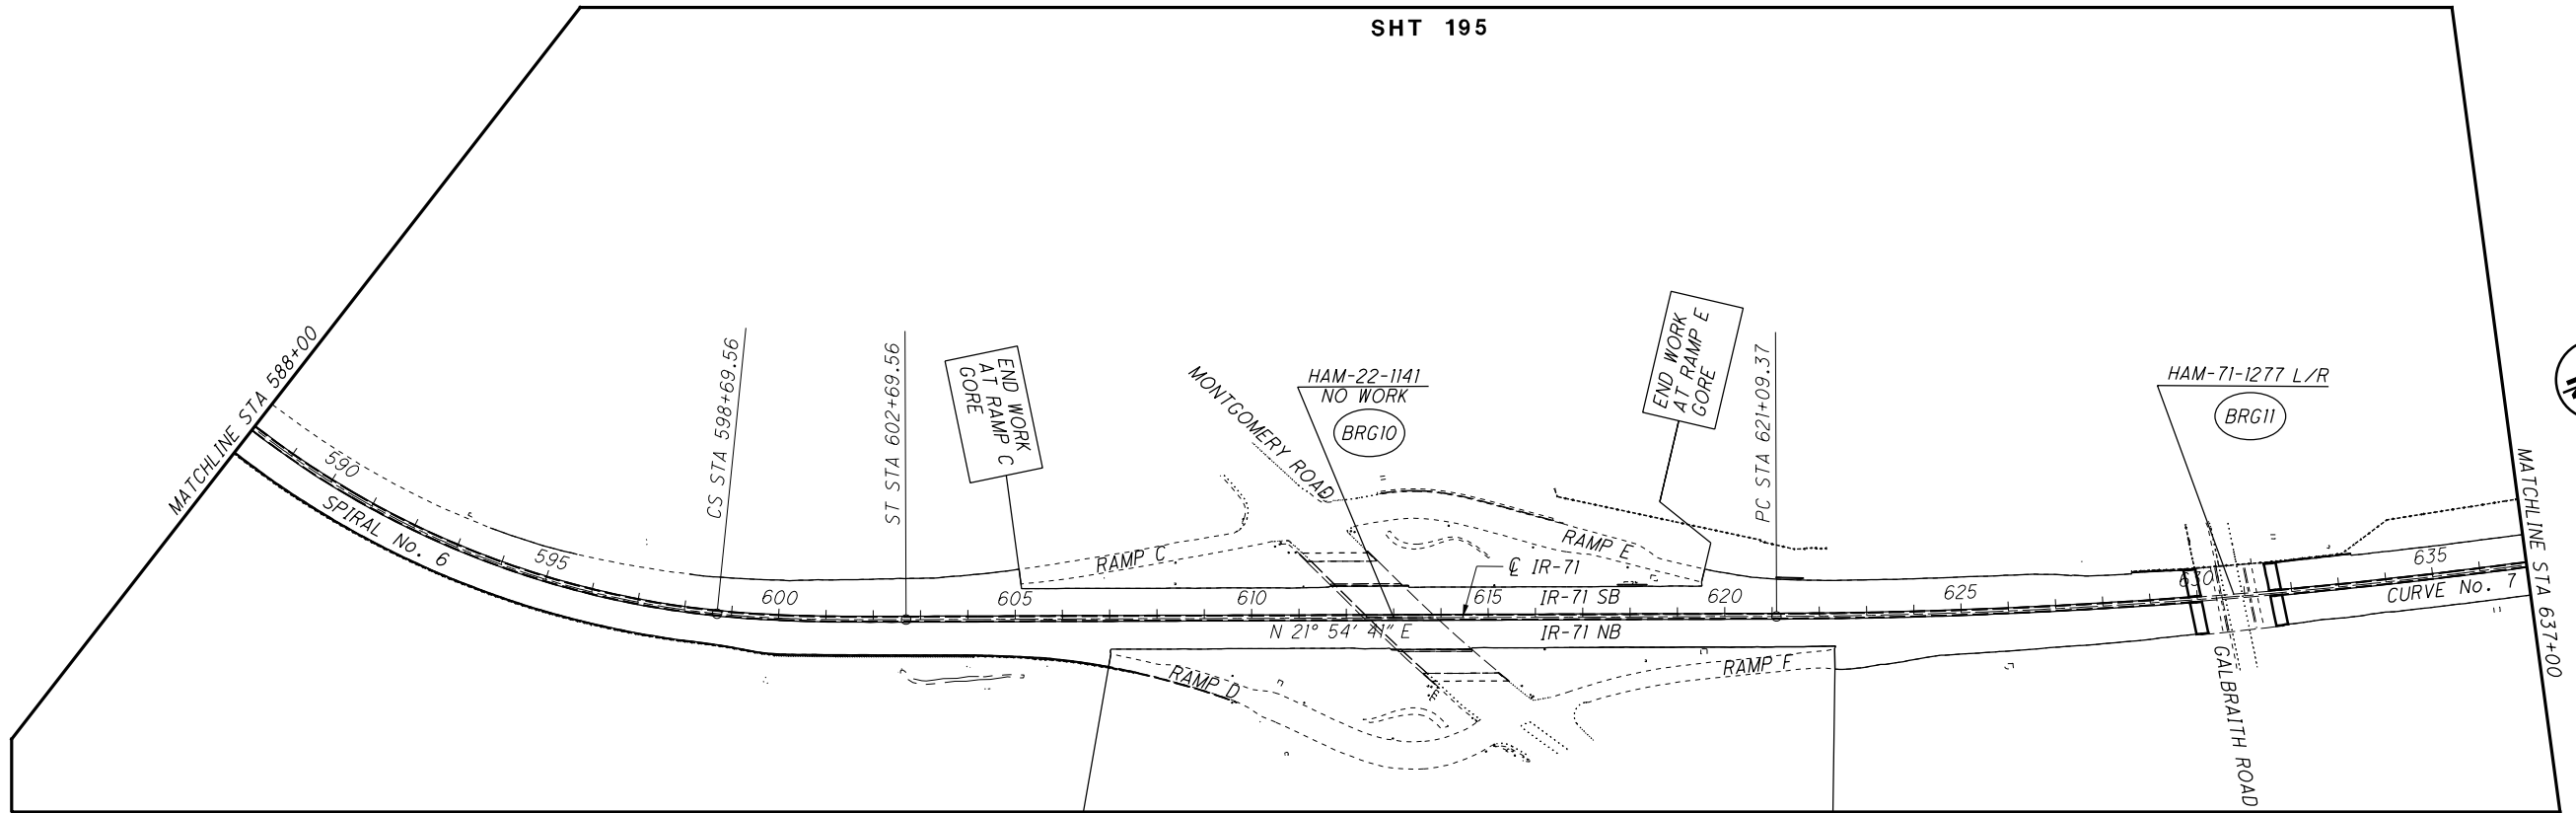 SHT 195
MATCHLINE STA 588+00
590
SPIRAL No. 6
595
CS STA 598+69.56
600
ST STA 602+69.56
END WORK
AT RAMP C
GORE
605
RAMP C
RAMP D
MONTGOMERY ROAD
610
HAM-22-1141
NO WORK
BRG10
N 21° 54' 41" E
℄ IR-71
615
IR-71 SB
IR-71 NB
RAMP E
RAMP F
END WORK
AT RAMP E
GORE
620
PC STA 621+09.37
625
HAM-71-1277 L/R
BRG11
630
GALBRAITH ROAD
635
CURVE No. 7
MATCHLINE STA 637+00